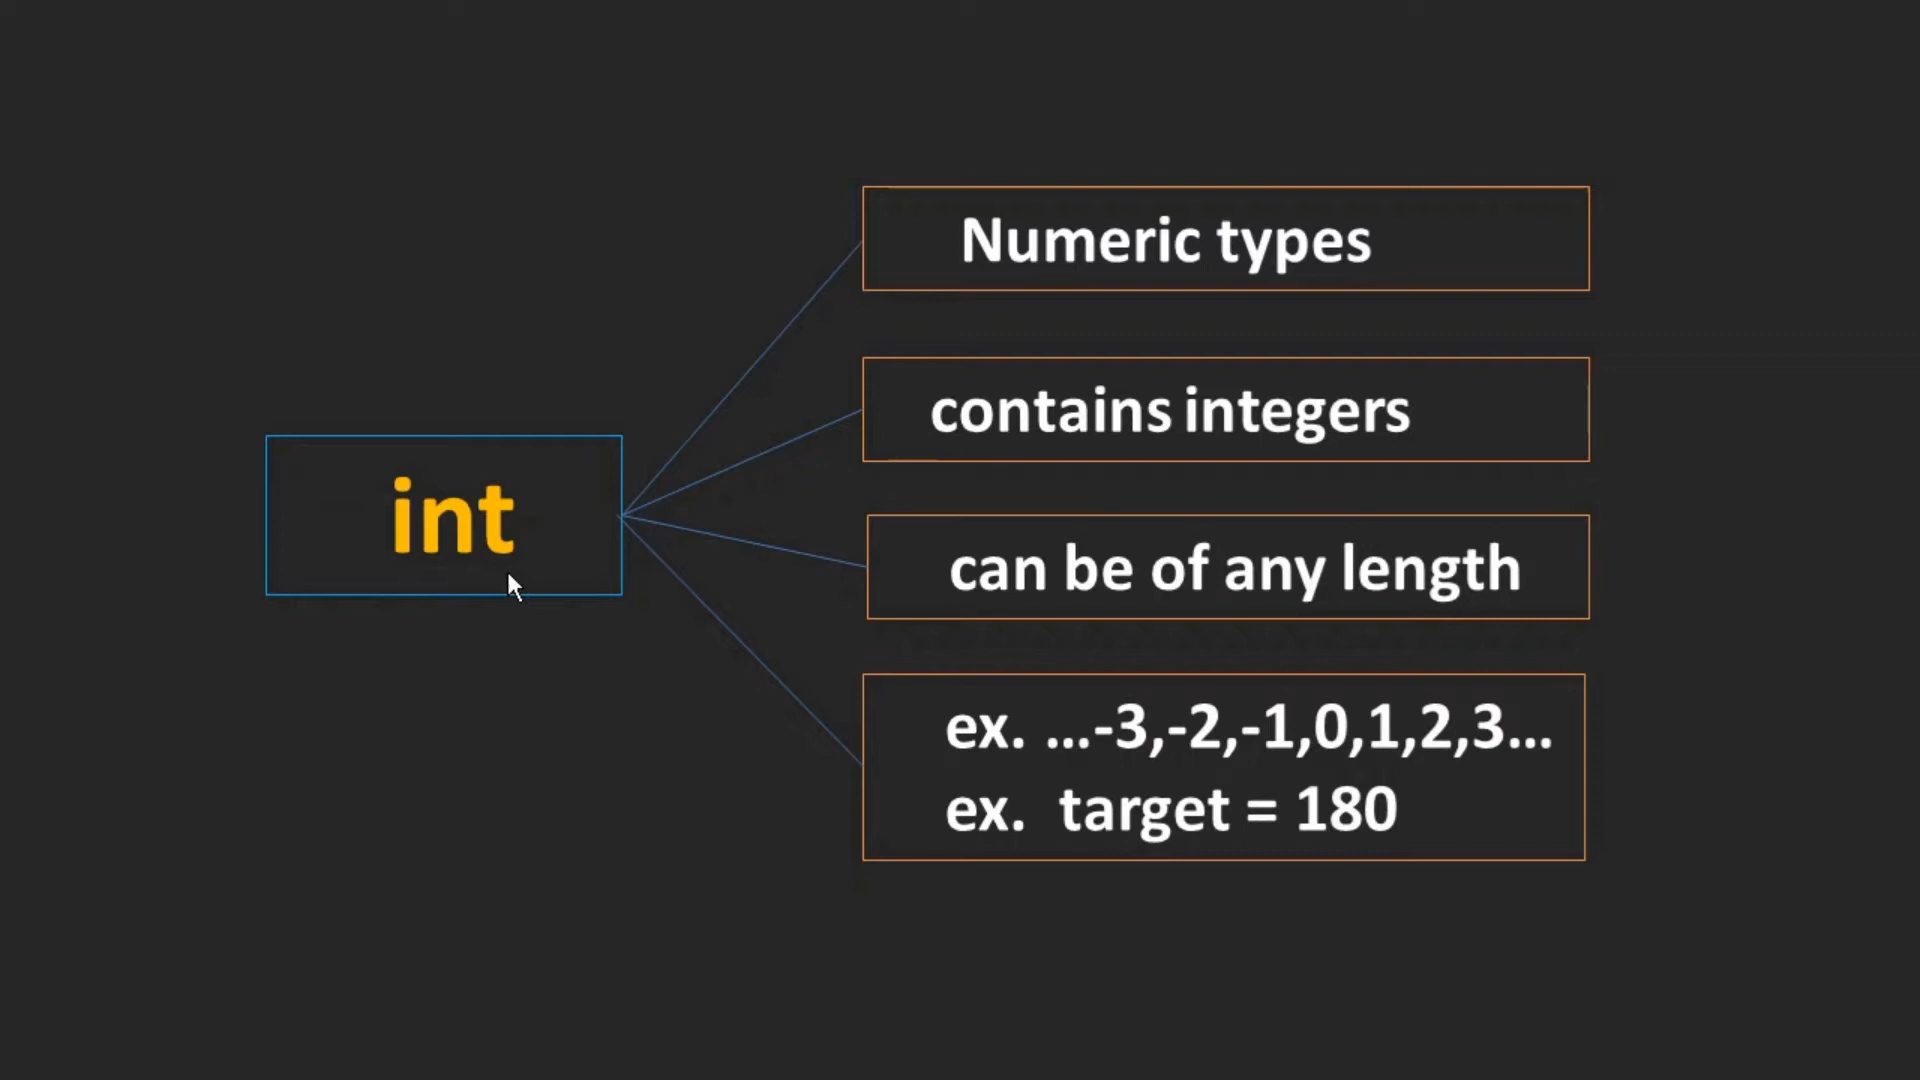 int
Numeric types
contains integers
can be of any length
ex. ...-3,-2,-1,0,1,2,3...
ex. target = 180